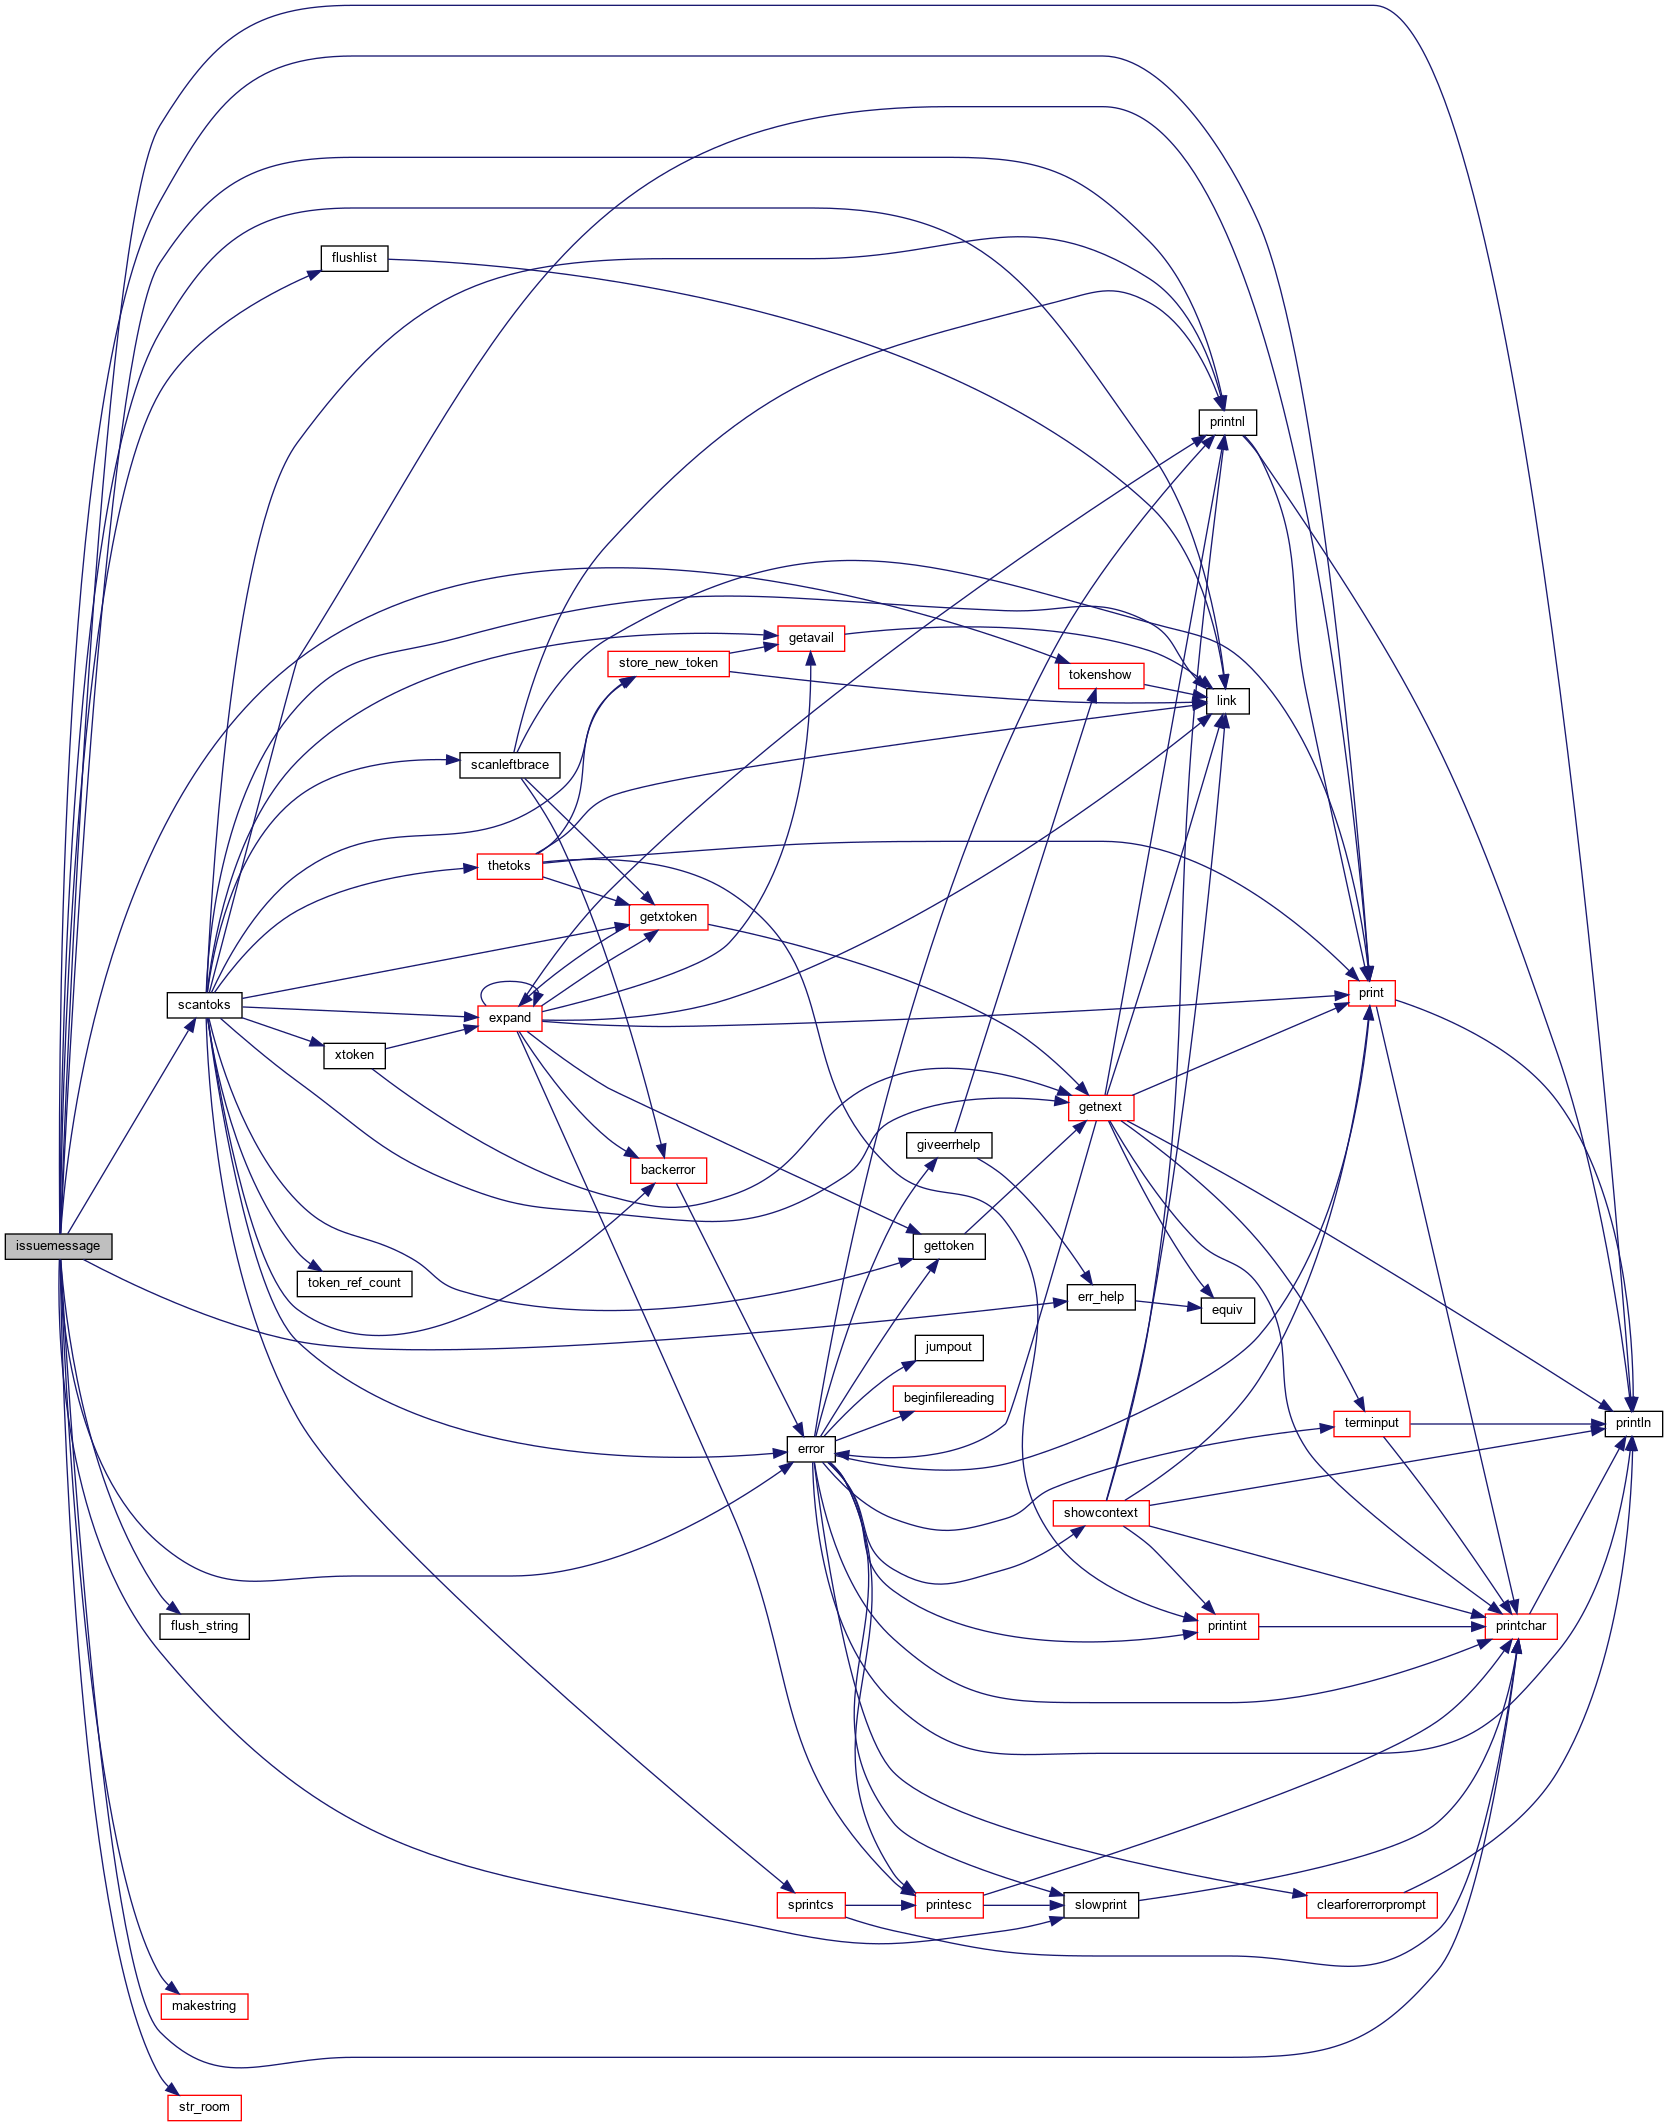 flushlist
printnl
getavail
store_new_token
tokenshow
link
scanleftbrace
thetoks
getxtoken
print
scantoks
expand
xtoken
getnext
giveerrhelp
backerror
issuemessage
gettoken
token_ref_count
err_help
equiv
jumpout
beginfilereading
terminput
println
error
showcontext
flush_string
printint
printchar
sprintcs
printesc
slowprint
clearforerrorprompt
makestring
str_room